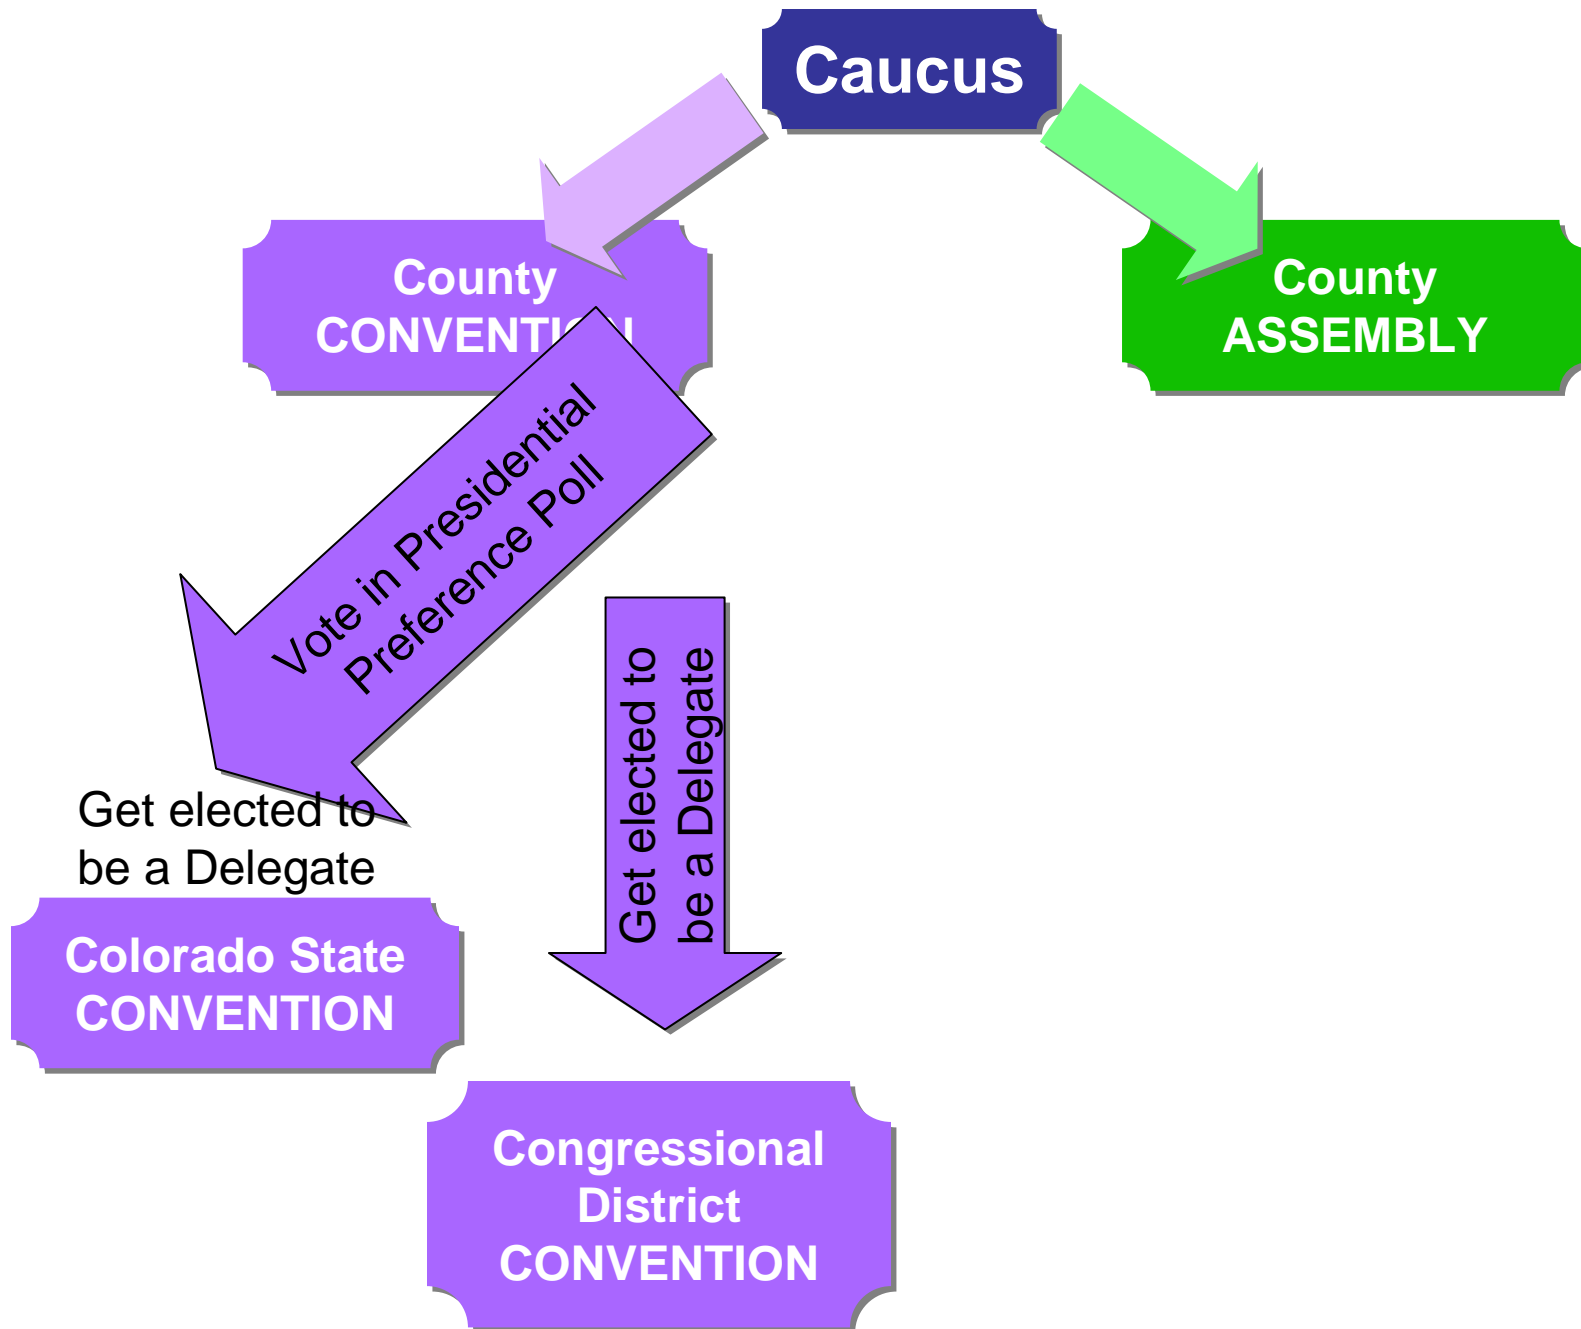 Caucus
County
CONVENTION
County
ASSEMBLY
Vote in Presidential
Preference Poll
Get elected to
be a Delegate
Get elected to
be a Delegate
Colorado State
CONVENTION
Congressional
District
CONVENTION